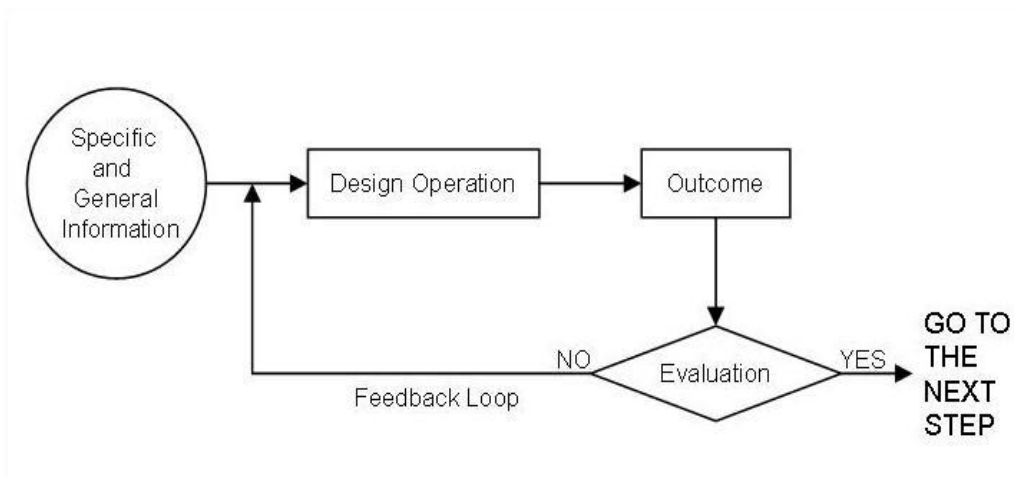 Specific
and
General
Information
Design Operation
Outcome
Evaluation
NO
YES
Feedback Loop
GO TO
THE
NEXT
STEP